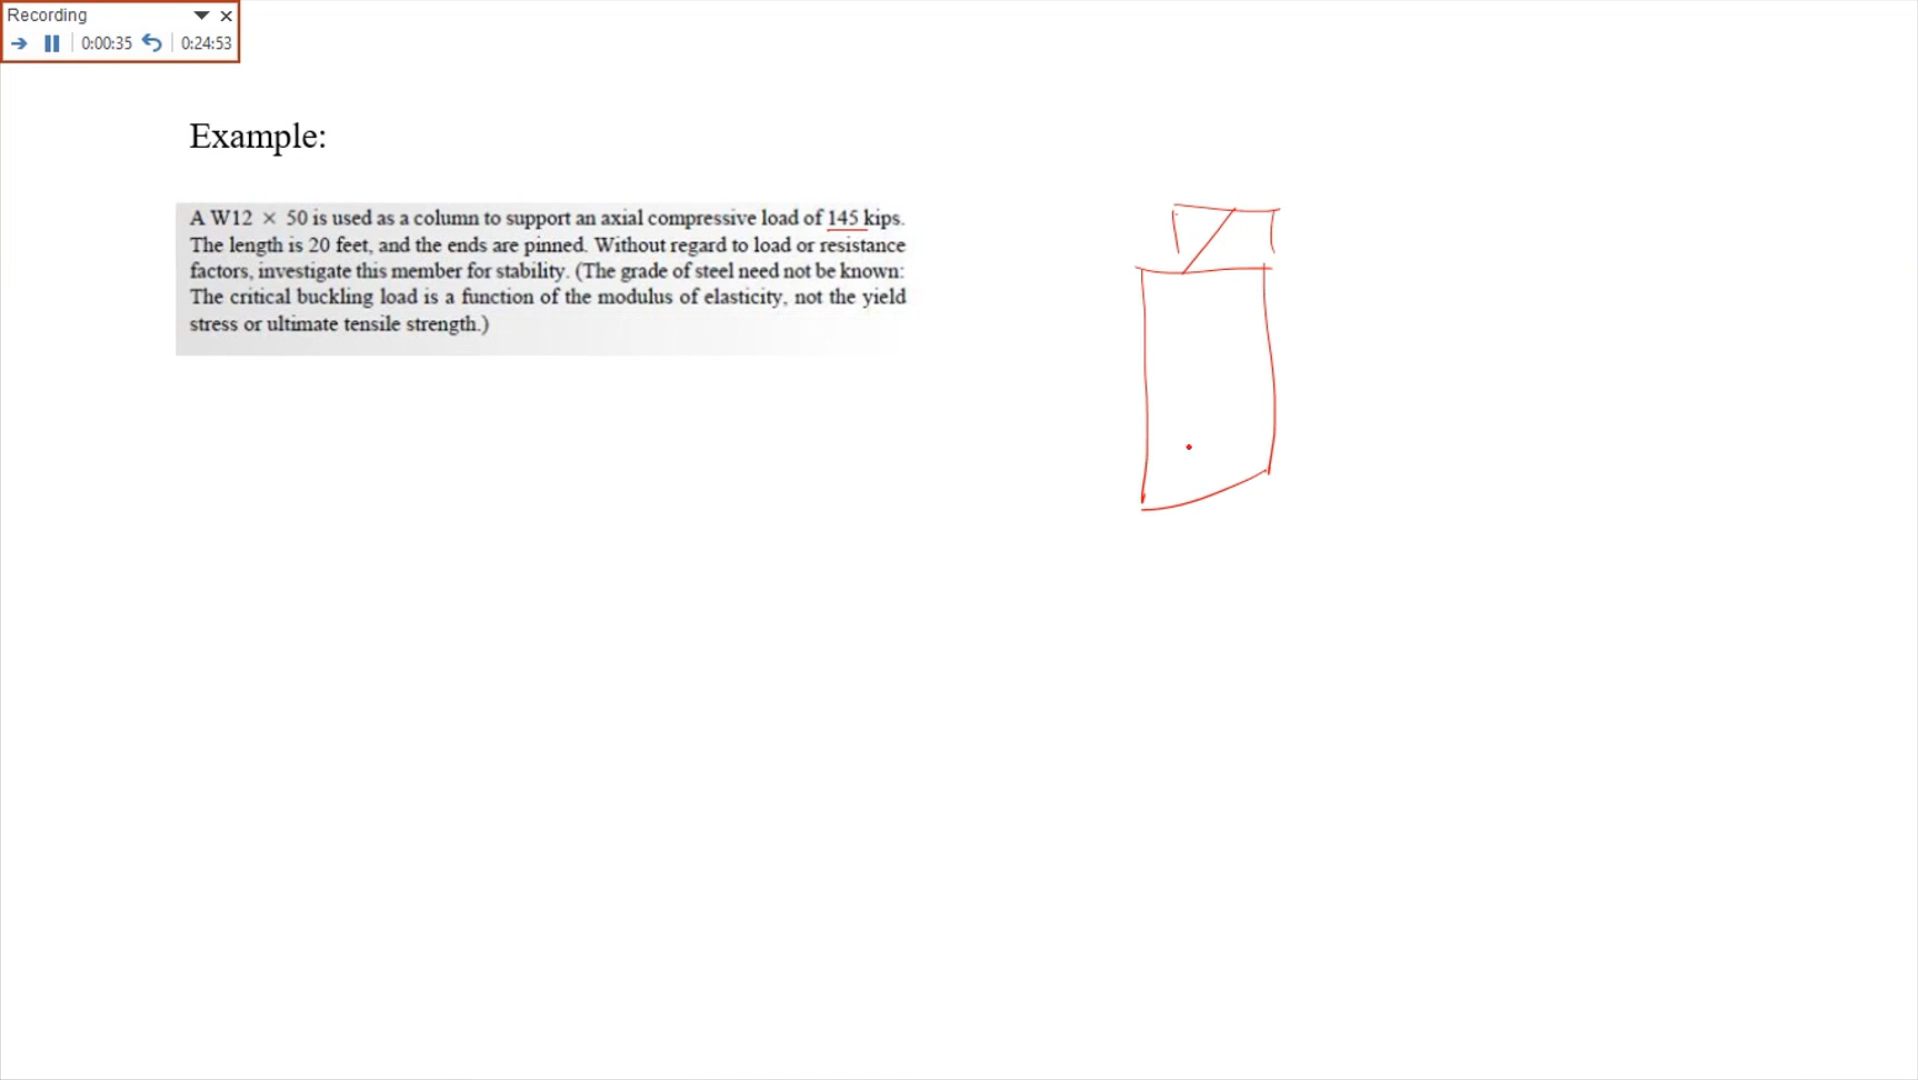 Recording
0:00:35 0:24:53
Example:
A W12 × 50 is used as a column to support an axial compressive load of 145 kips.
The length is 20 feet, and the ends are pinned. Without regard to load or resistance
factors, investigate this member for stability. (The grade of steel need not be known:
The critical buckling load is a function of the modulus of elasticity, not the yield
stress or ultimate tensile strength.)